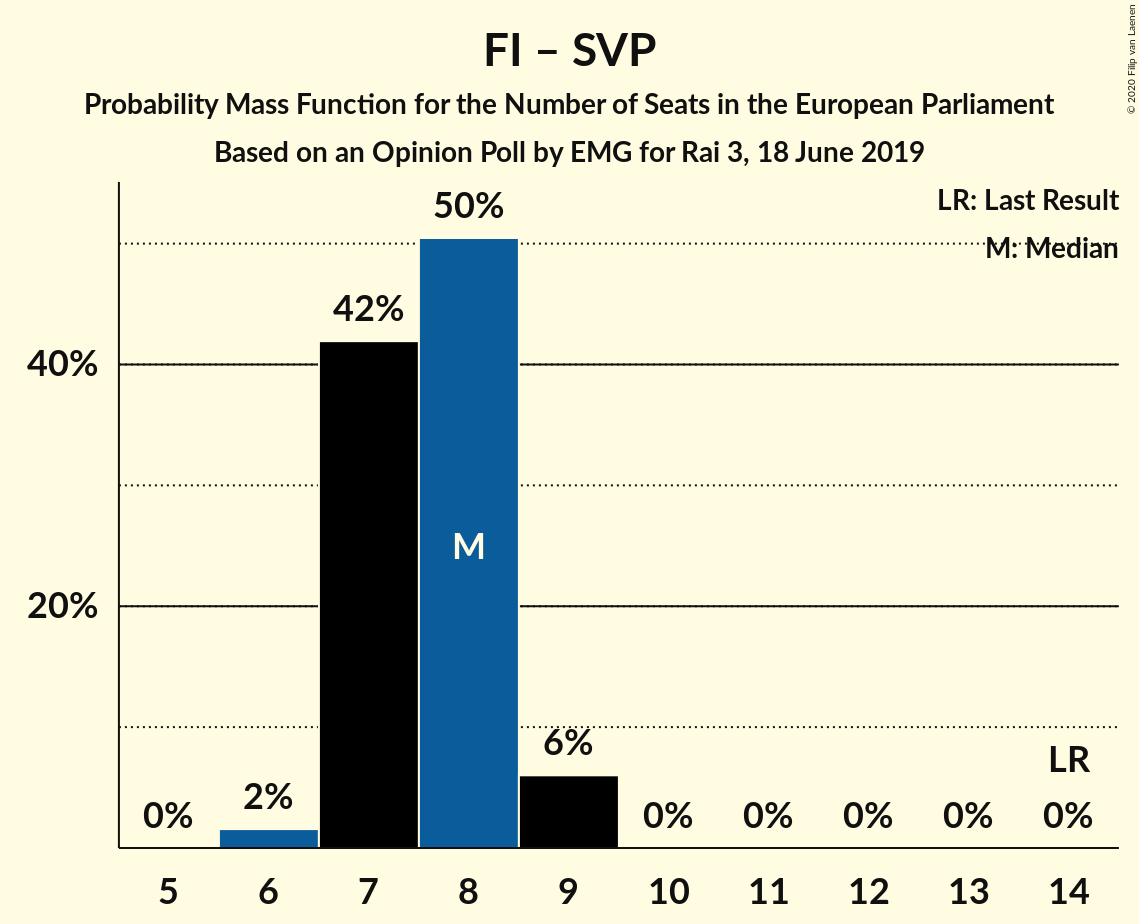 FI – SVP
Probability Mass Function for the Number of Seats in the European Parliament
Based on an Opinion Poll by EMG for Rai 3, 18 June 2019
© 2020 Filip van Laenen
LR: Last Result
M: Median
50%
42%
40%
M
20%
6%
LR
2%
0%
0%
0%
0%
0%
0%
5
6
7
8
9
10
11
12
13
14